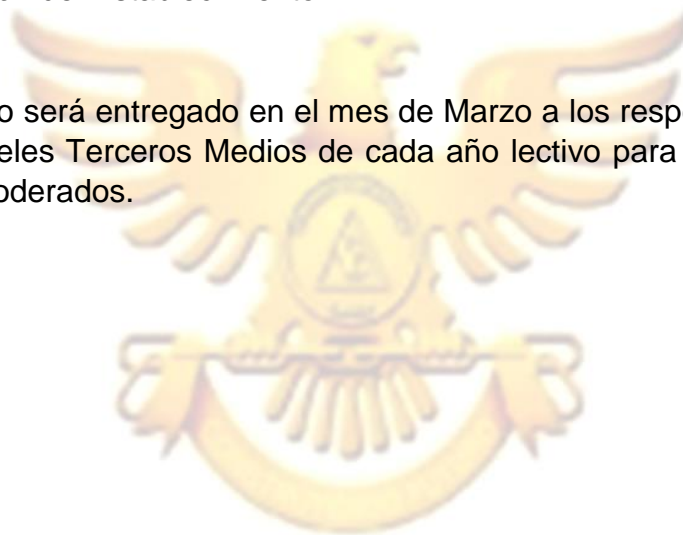 o será entregado en el mes de Marzo a los resp
eles Terceros Medios de cada año lectivo para
oderados.